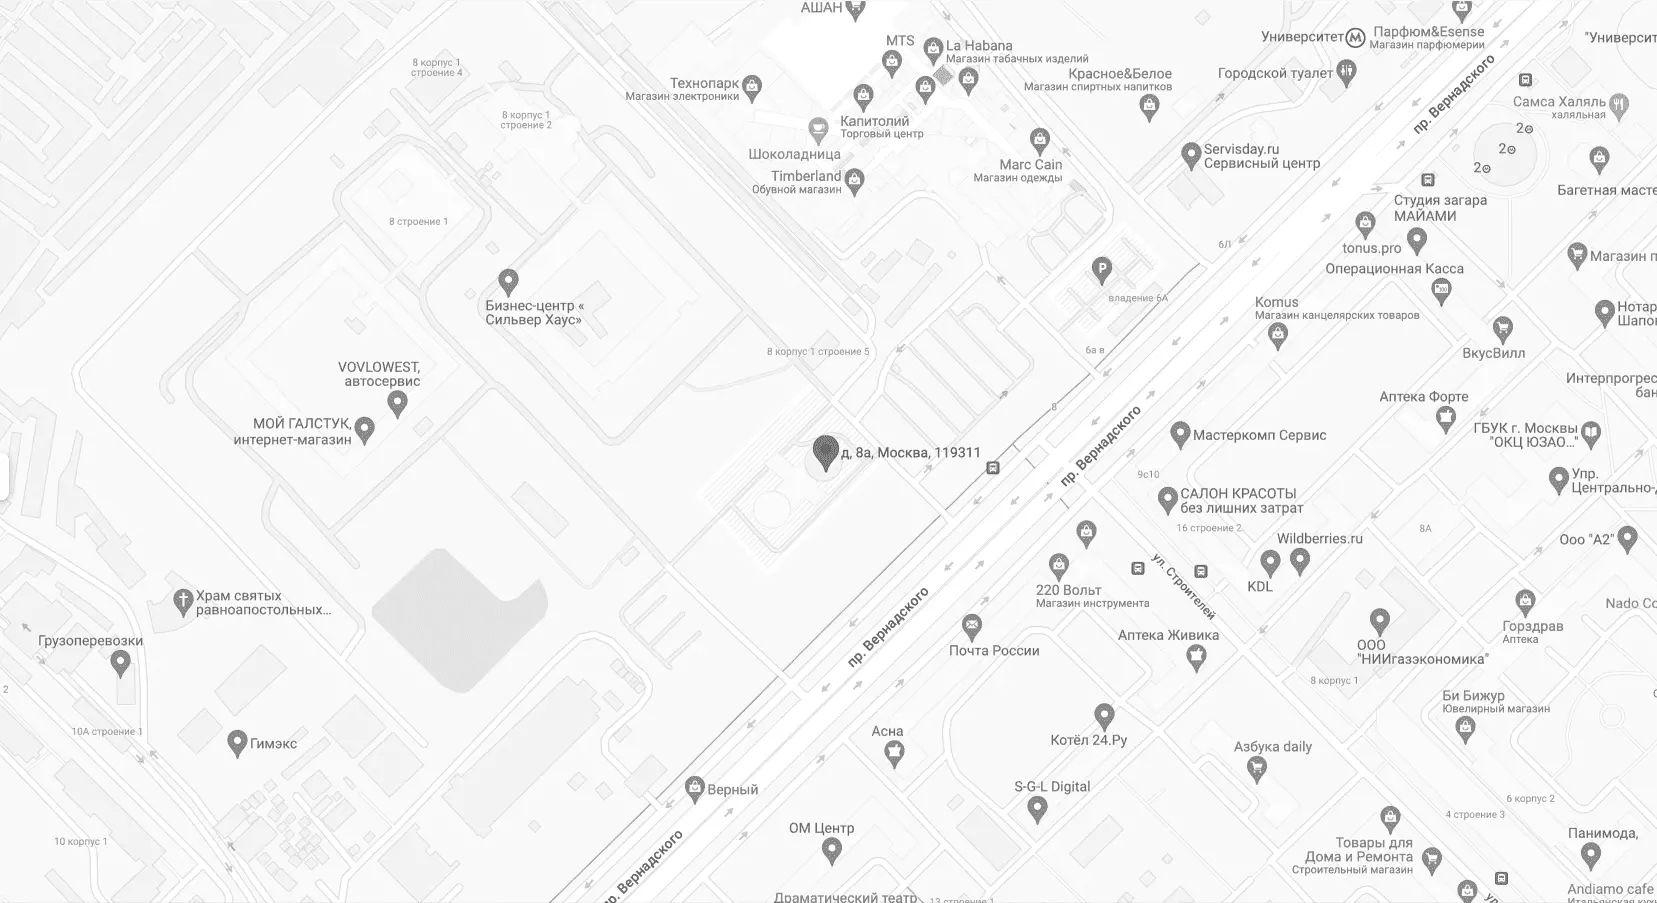 АШАН
MTS
La Habana
Магазин табачных изделий
Университет
Парфюм&Esense
Магазин парфюмерии
"Университ
8 корпус 1
строение 4
Технопарк
Магазин электроники
Красное&Белое
Магазин спиртных напитков
Городской туалет
пр. Вернадского
Самса Халяль
халяльная
8 корпус 1
строение 2
Капитолий
Торговый центр
2
2
2
Шоколадница
Timberland
Обувной магазин
Marc Cain
Магазин одежды
Servisday.ru
Сервисный центр
Багетная масте
8 строение 1
Студия загара
МАЙАМИ
tonus.pro
6Л
Магазин п
Операционная Касса
P
владение 6А
Бизнес-центр «
Сильвер Хаус»
Komus
Магазин канцелярских товаров
Нотар
Шапо
ВкусВилл
8 корпус 1 строение 5
6а в
VOVLOWEST,
автосервис
Интерпрогрес
бан
Аптека Форте
8
МОЙ ГАЛСТУК,
интернет-магазин
пр. Вернадского
Мастеркомп Сервис
ГБУК г. Москвы
"ОКЦ ЮЗАО..."
д, 8а, Москва, 119311
9с10
Упр.
Центрально-
САЛОН КРАСОТЫ
без лишних затрат
16 строение 2
8А
Wildberries.ru
Ооо "А2"
ул. Строителей
KDL
220 Вольт
Магазин инструмента
Храм святых
равноапостольных...
Nado Co
Горздрав
Аптека
Грузоперевозки
пр. Вернадского
Почта России
Аптека Живика
ООО
"НИИгазэкономика"
8 корпус 1
2
Би Бижур
Ювелирный магазин
10А строение 1
Гимэкс
Асна
Котёл 24.Ру
Азбука daily
Верный
S-G-L Digital
6 корпус 2
4 строение 3
ОМ Центр
10 корпус 1
пр. Вернадского
Товары для
Дома и Ремонта
Строительный магазин
Панимода,
Драматический театр
13 строение 1
ул.
Andiamo cafe
Итальянская кух